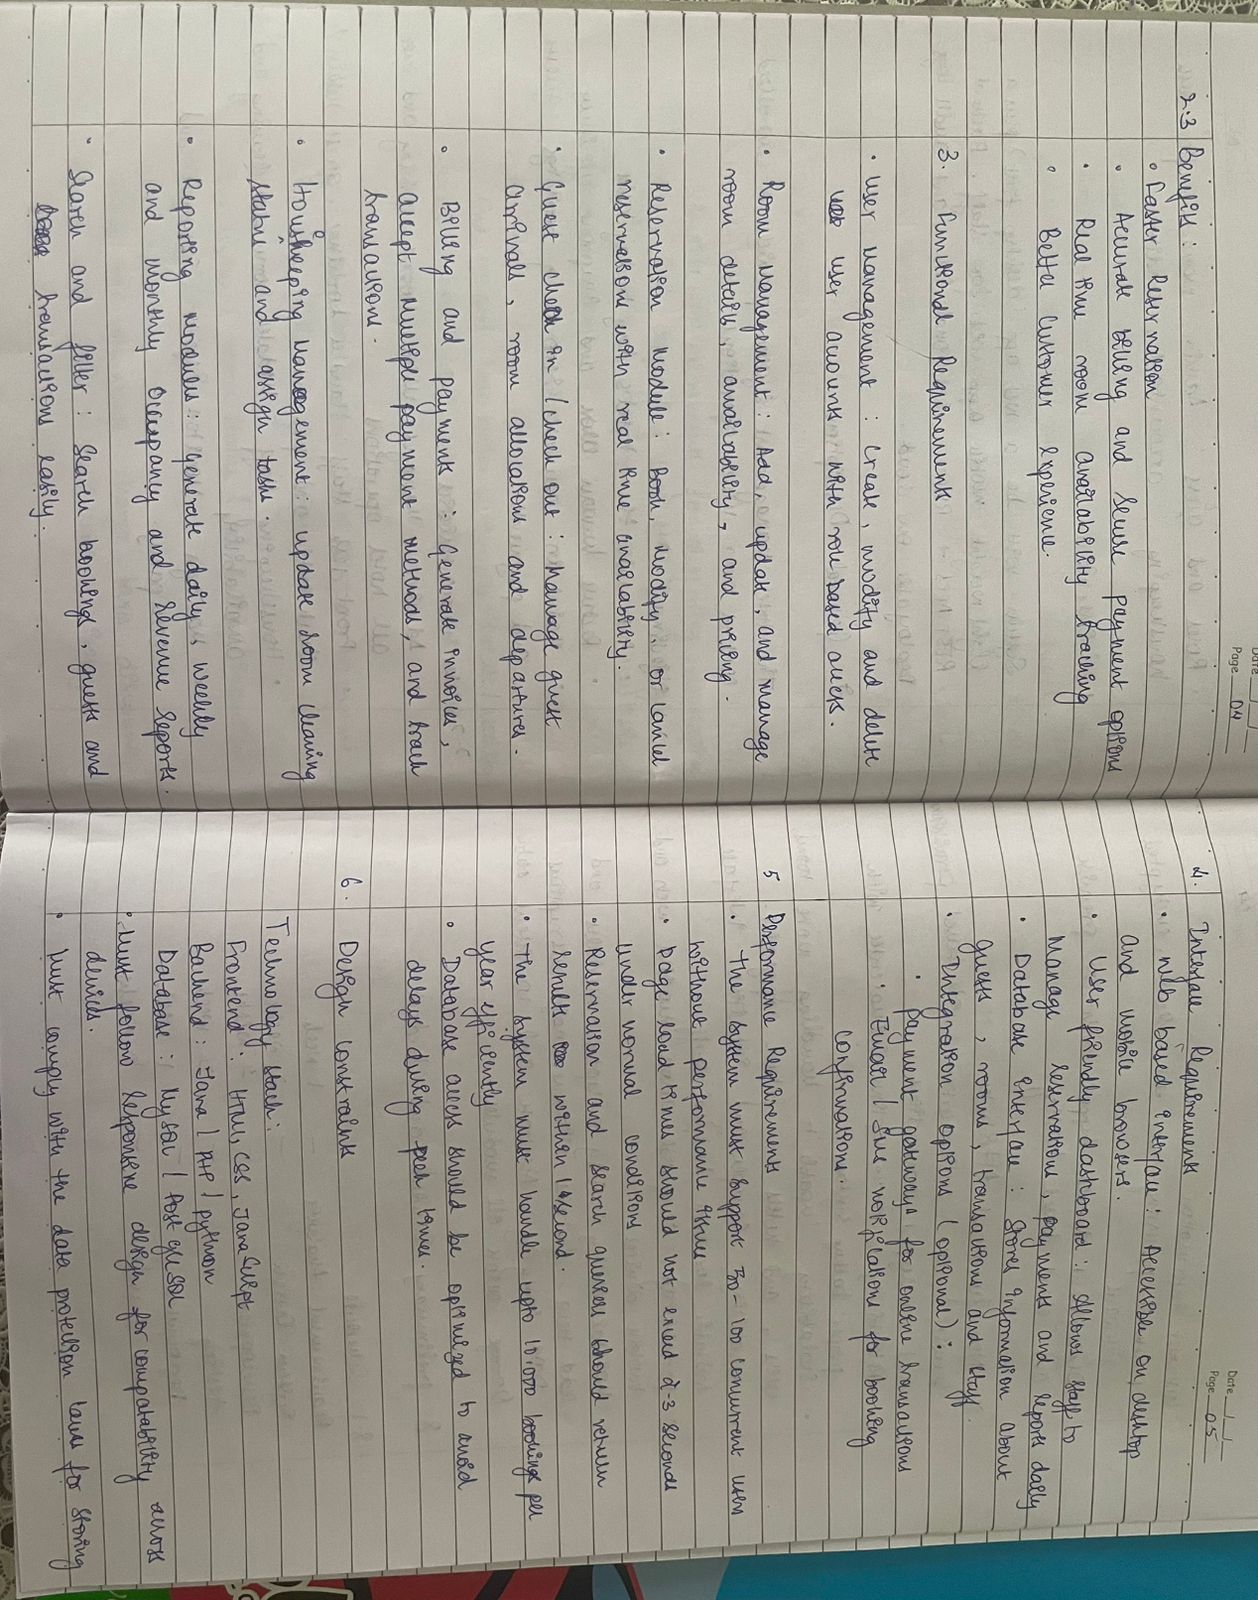 Date / /
Page 04
2.3 Benefits:
• Faster Reservation
• Accurate billing and secure payment options
• Real time room availability tracking
• Better customer experience.
3. Functional Requirements
• User Management: Create, modify and delete
user accounts with role based access.
• Room Management: Add, update, and manage
room details, availability, and pricing.
• Reservation Module: Book, modify or cancel
reservations with real time availability.
• Guest check in / check out: Manage guest
arrivals, room allocations and departures.
• Billing and payment: Generate invoices,
accept multiple payment methods, and track
transactions.
• Housekeeping Management: update room cleaning
status and assign tasks.
• Reporting Module: Generate daily, weekly
and monthly occupancy and revenue reports.
• Search and filter: Search bookings, guests and
transactions easily.
Date / /
Page 05
4. Interface Requirements
• Web based interface: Accessible on desktop
and mobile browsers.
• User friendly dashboard: Allows staff to
manage reservations, payments and reports daily
• Database interface: Stores information about
guests, rooms, transactions and staff
• Integration options (optional):
• Payment gateways for online transactions
• Email / SMS notifications for booking
confirmations.
5 Performance Requirements
• The system must support 50-100 concurrent users
without performance issues
• Page load times should not exceed 2-3 seconds
under normal conditions
• Reservation and search queries should return
results within 1 second.
• The system must handle upto 10,000 bookings per
year efficiently
• Database access should be optimized to avoid
delays during peak times.
6. Design Constraints
Technology stack:
Frontend: HTML, CSS, JavaScript
Backend: Java / PHP / python
Database: MySQL / PostgreSQL
• Must follow responsive design for compatability across
devices.
• Must comply with the data protection laws for storing